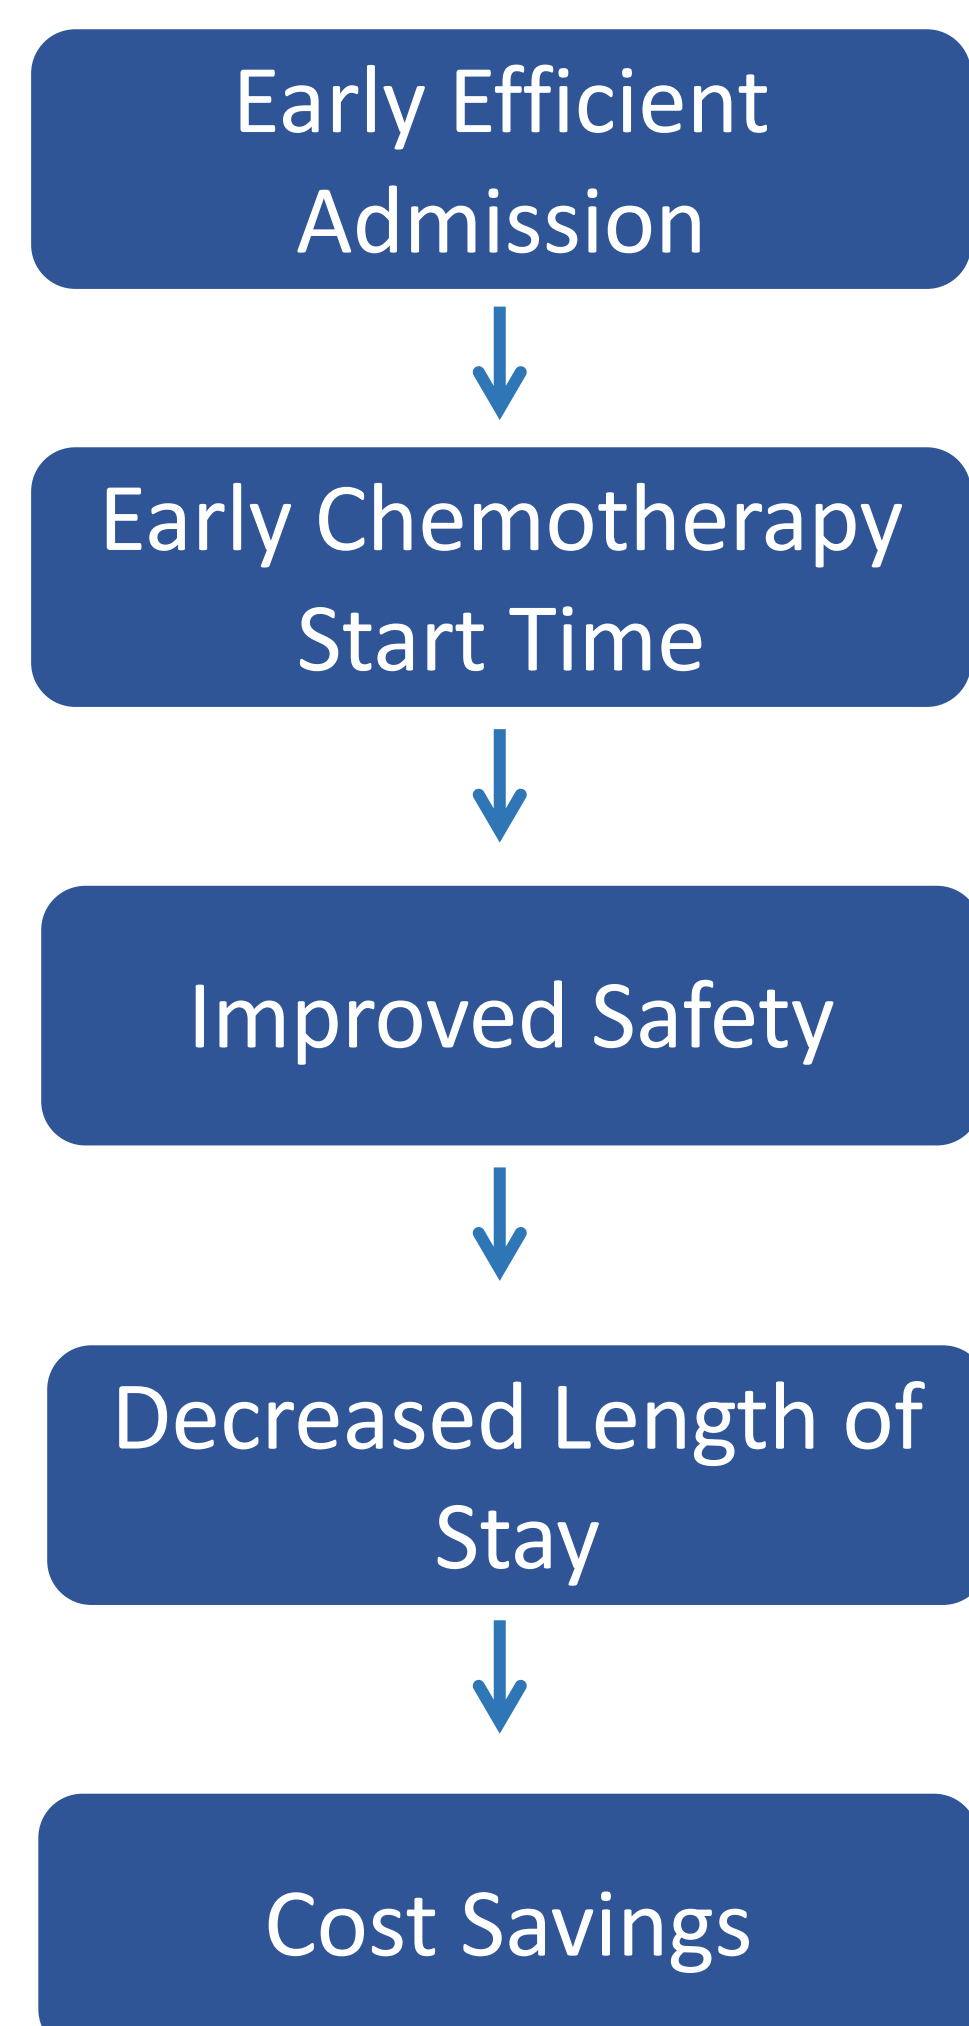 Early Efficient
Admission
Early Chemotherapy
Start Time
Improved Safety
Decreased Length of
Stay
Cost Savings